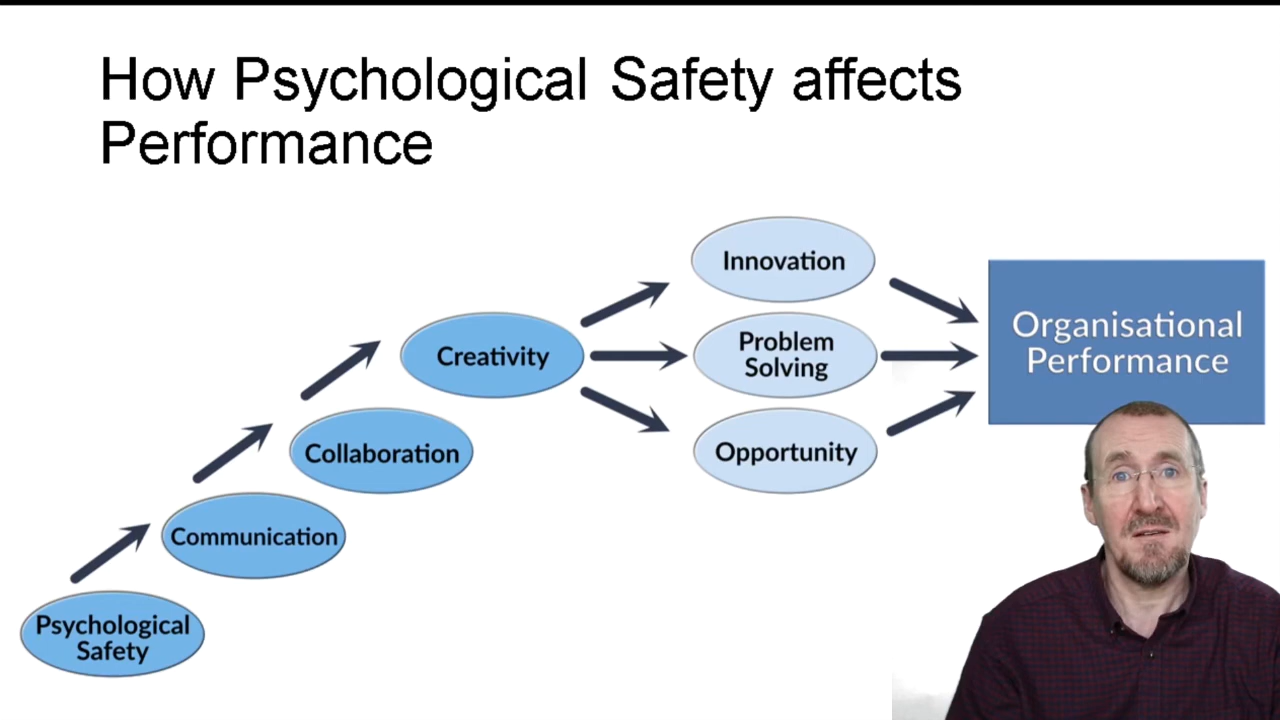 How Psychological Safety affects
Performance
Innovation
Problem
Solving
Opportunity
Organisational
Performance
Creativity
Collaboration
Communication
Psychological
Safety